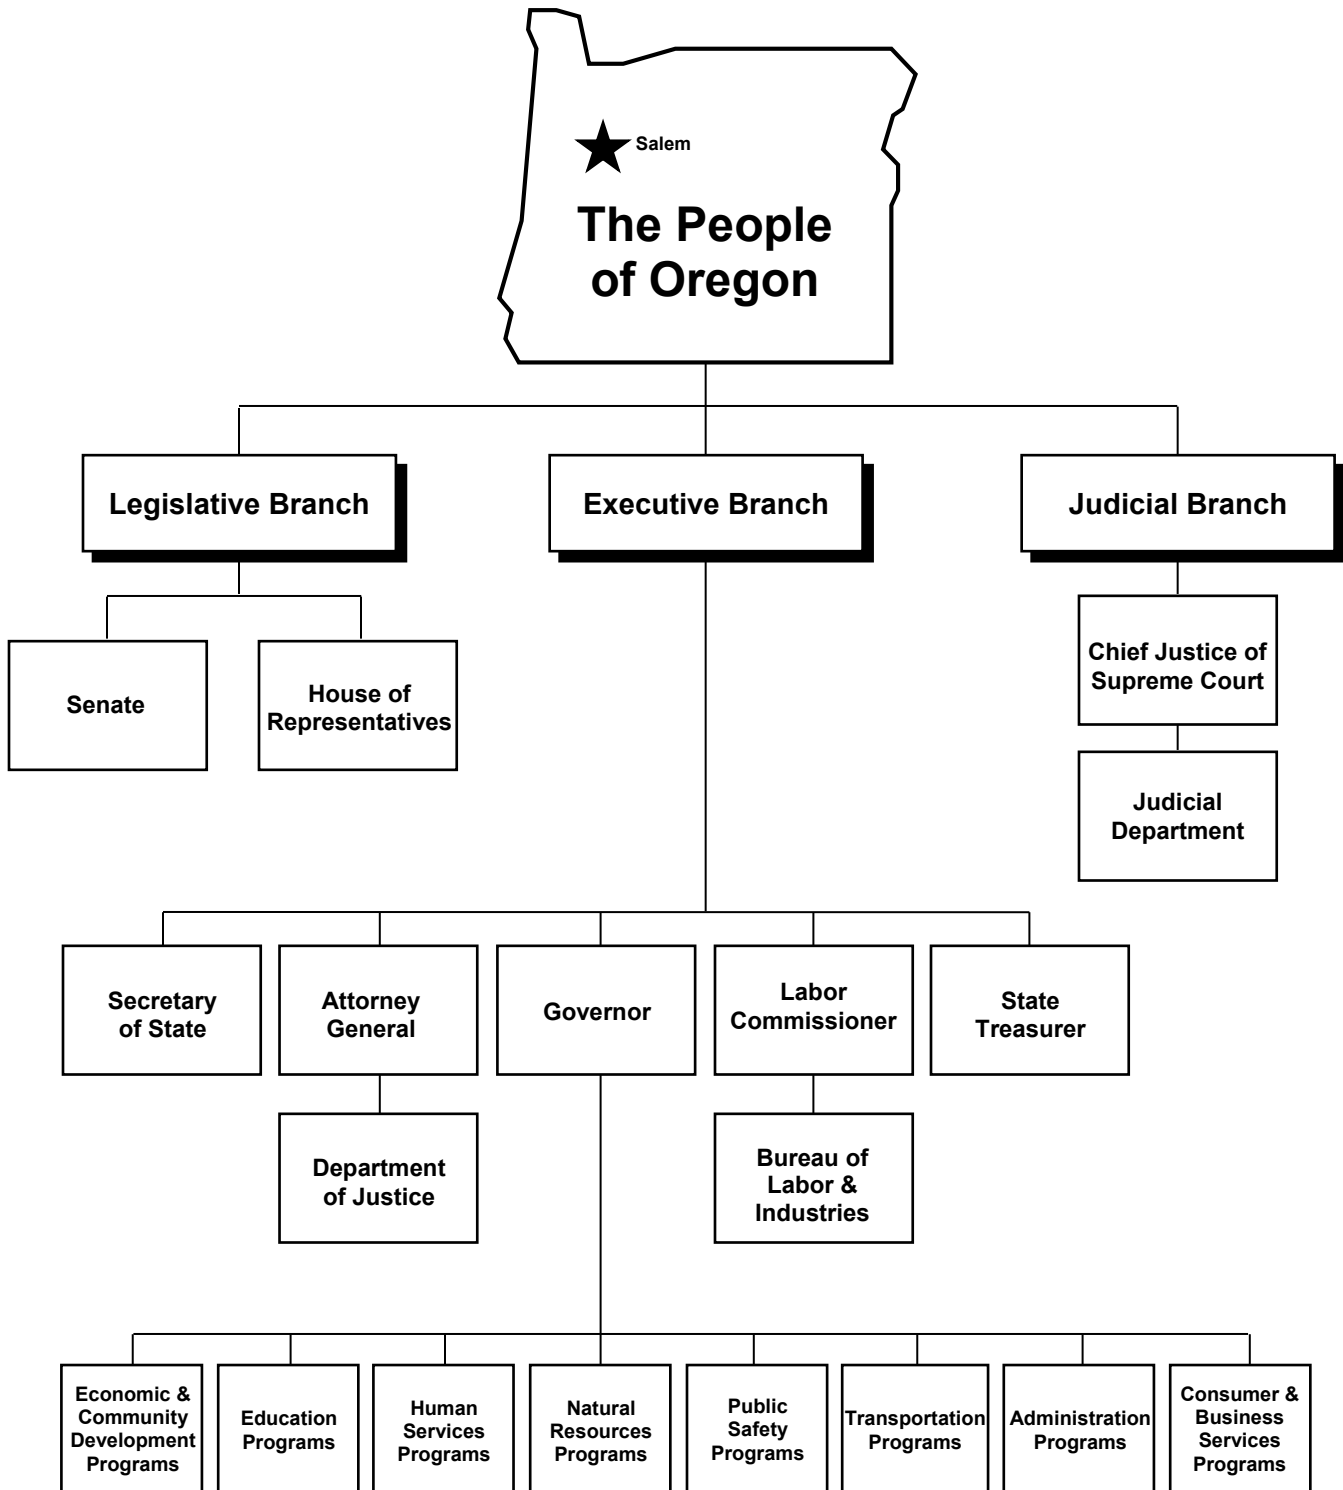 Salem
The People
of Oregon
Legislative Branch
Executive Branch
Judicial Branch
Senate
House of
Representatives
Chief Justice of
Supreme Court
Judicial
Department
Secretary
of State
Attorney
General
Governor
Labor
Commissioner
State
Treasurer
Department
of Justice
Bureau of
Labor &
Industries
Economic &
Community
Development
Programs
Education
Programs
Human
Services
Programs
Natural
Resources
Programs
Public
Safety
Programs
Transportation
Programs
Administration
Programs
Consumer &
Business
Services
Programs